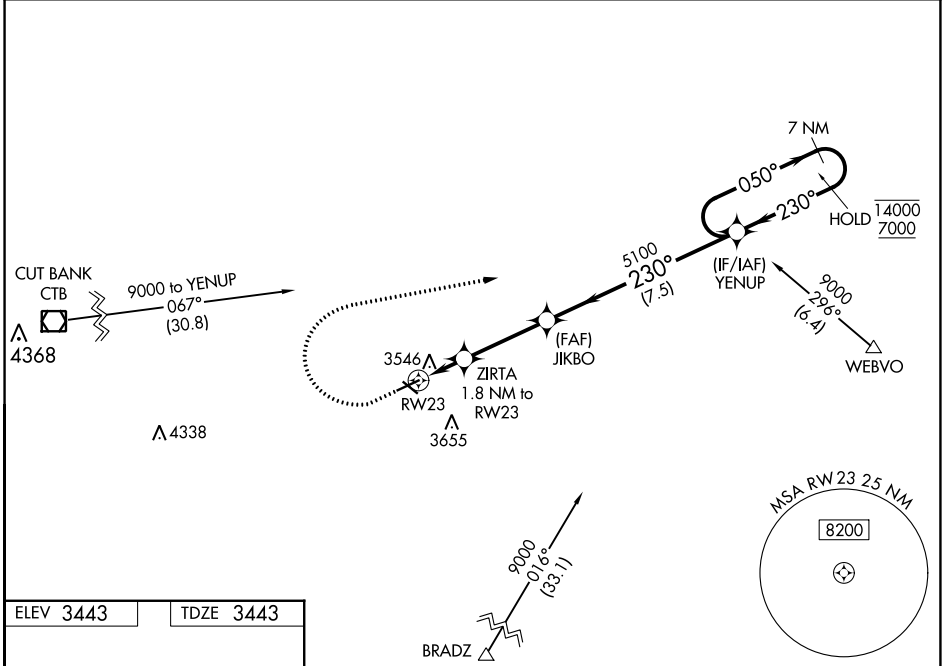 7 NM
050°
230°
HOLD
14000
7000
5100
230°
(7.5)
(IF/IAF)
YENUP
CUT BANK
CTB
9000 to YENUP
067°
(30.8)
9000
296°
(6.4)
4368
(FAF)
JIKBO
WEBVO
3546
ZIRTA
1.8 NM to
RW23
RW23
4338
3655
MSA RW23 25 NM
8200
9000
016°
(33.1)
ELEV 3443
TDZE 3443
BRADZ